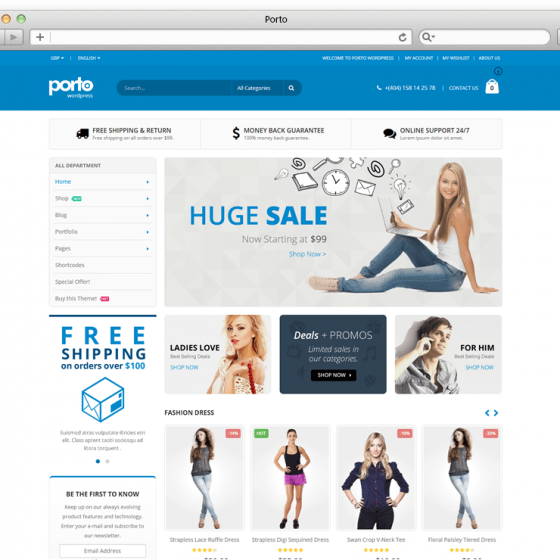 Porto
GBP
ENGLISH
WELCOME TO PORTO WORDPRESS
MY ACCOUNT
MY WISHLIST
ABOUT US
porto
wordpress
Search...
All Categories
+(404) 158 14 25 78
CONTACT US
0
FREE SHIPPING & RETURN
Free shipping on all orders over $99.
MONEY BACK GUARANTEE
100% money back guarantee.
ONLINE SUPPORT 24/7
Lorem ipsum dolor sit amet.
ALL DEPARTMENT
Home
Shop
Blog
Portfolio
Pages
Shortcodes
Special Offer!
Buy this Theme! HOT
HUGE SALE
Now Starting at $99
Shop Now >
FREE
SHIPPING
on orders over $100
LADIES LOVE
Best Selling Deals
SHOP NOW
Deals + PROMOS
Limited sales in
our categories.
SHOP NOW >
FOR HIM
Best Selling Deals
SHOP NOW
Euismod atras vulputate iltricies etri
elit. Class aptent taciti sociosqu ad
torquent .
FASHION DRESS
HOT
Strapless Lace Ruffle Dress
Strapless Digi Sequined Dress
Swan Crop V-Neck Tee
Floral Paisley Tiered Dress
BE THE FIRST TO KNOW
Keep up on our always evolving
product features and technology.
Enter your e-mail and subscribe to
our newsletter.
Email Address